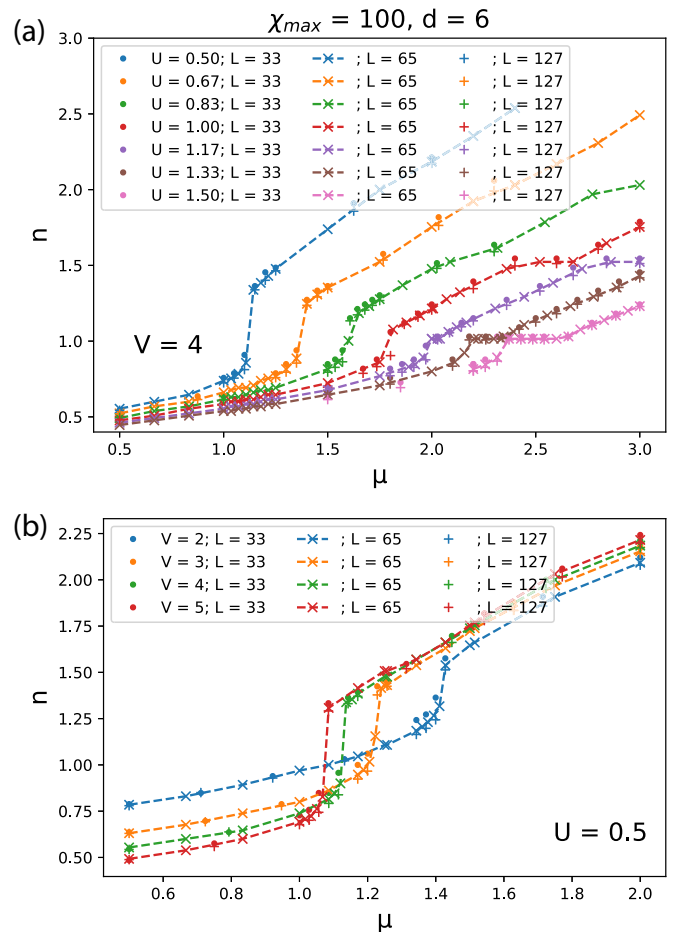 (a)
χmax = 100, d = 6
3.0
2.5
2.0
1.5
1.0
0.5
n
U = 0.50; L = 33 ; L = 65 ; L = 127
U = 0.67; L = 33 ; L = 65 ; L = 127
U = 0.83; L = 33 ; L = 65 ; L = 127
U = 1.00; L = 33 ; L = 65 ; L = 127
U = 1.17; L = 33 ; L = 65 ; L = 127
U = 1.33; L = 33 ; L = 65 ; L = 127
U = 1.50; L = 33 ; L = 65 ; L = 127
V = 4
0.5 1.0 1.5 2.0 2.5 3.0
μ
(b)
2.25
2.00
1.75
1.50
1.25
1.00
0.75
0.50
n
V = 2; L = 33 ; L = 65 ; L = 127
V = 3; L = 33 ; L = 65 ; L = 127
V = 4; L = 33 ; L = 65 ; L = 127
V = 5; L = 33 ; L = 65 ; L = 127
U = 0.5
0.6 0.8 1.0 1.2 1.4 1.6 1.8 2.0
μ